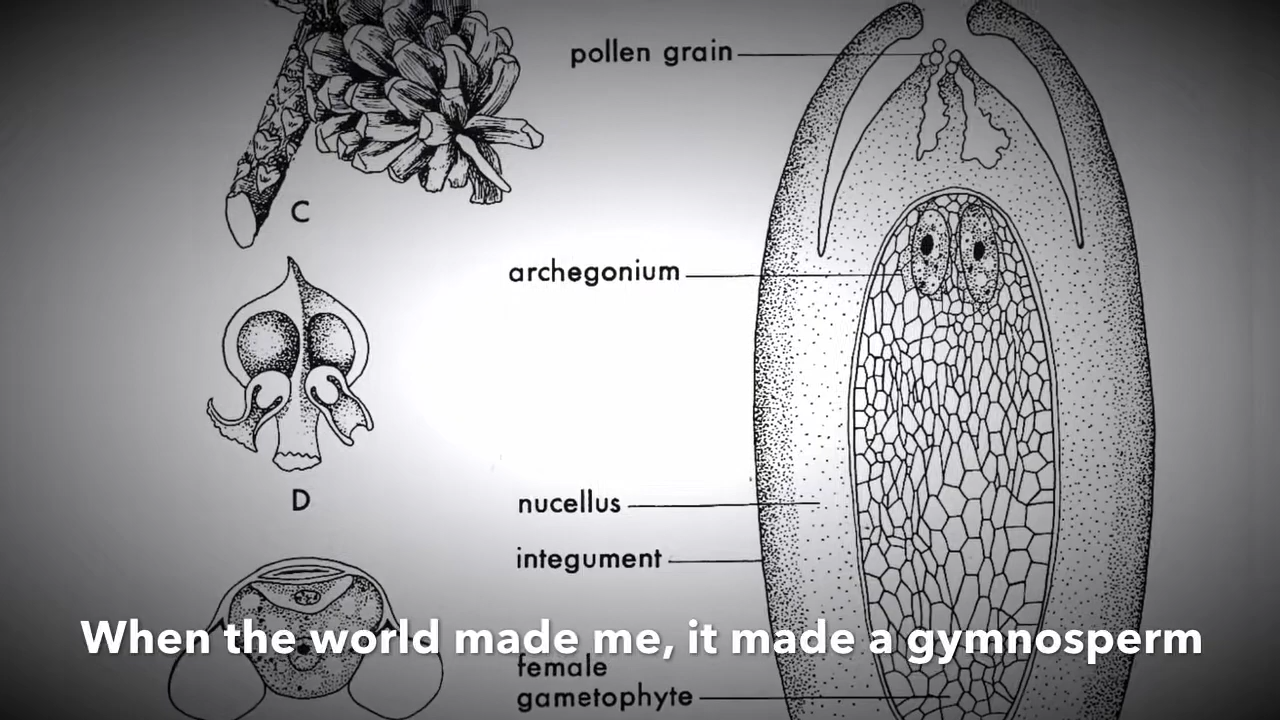 pollen grain
C
archegonium
D
nucellus
integument
When the world made me, it made a gymnosperm
female
gametophyte